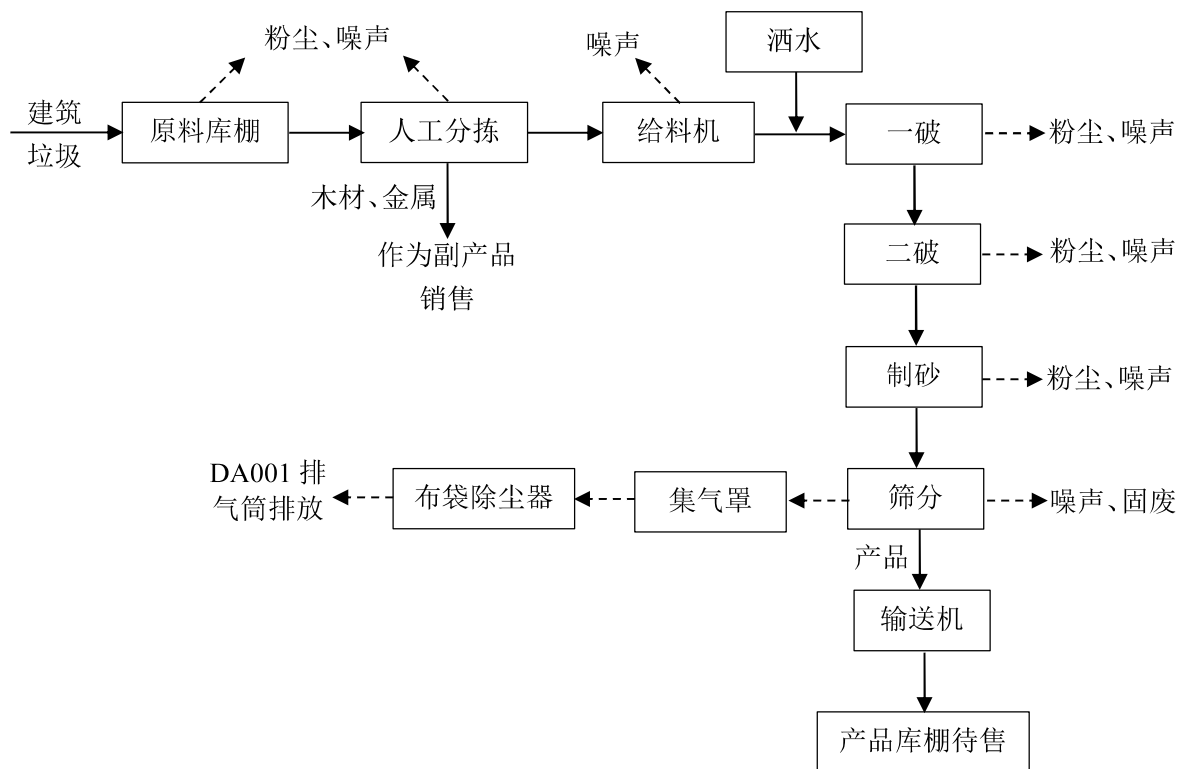 粉尘、噪声
噪声
洒水
建筑
垃圾
原料库棚
人工分拣
给料机
一破
粉尘、噪声
木材、金属
作为副产品
销售
二破
粉尘、噪声
制砂
粉尘、噪声
DA001 排
气筒排放
布袋除尘器
集气罩
筛分
噪声、固废
产品
输送机
产品库棚待售